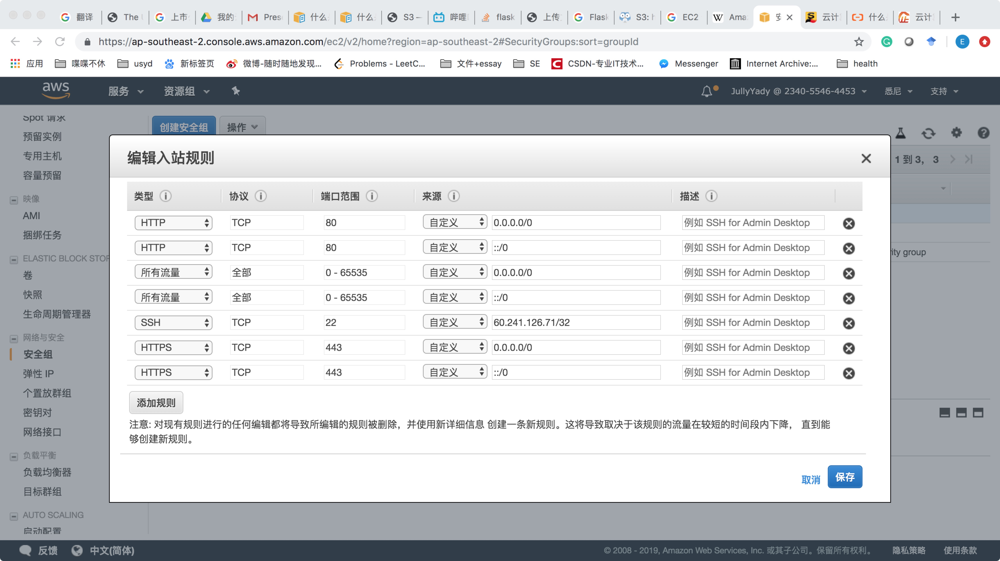 翻译 The 上市 我的 Pres 什么 什么 S3 — 哔哩 flask 上传 Flask S3: h EC2 W Ama 云计 什么 云计
https://ap-southeast-2.console.aws.amazon.com/ec2/v2/home?region=ap-southeast-2#SecurityGroups:sort=groupId E
应用 喋喋不休 usyd 新标签页 微博-随时随地发现... Problems - LeetC... 文件+essay SE CSDN-专业IT技术... Messenger Internet Archive:... health
aws 服务 资源组 JullyYady @ 2340-5546-4453 悉尼 支持
Spot 请求
预留实例
专用主机
容量预留
映像
AMI
捆绑任务
ELASTIC BLOCK STOR
卷
快照
生命周期管理器
网络与安全
安全组
弹性 IP
个置放群组
密钥对
网络接口
负载平衡
负载均衡器
目标群组
AUTO SCALING
启动配置
创建安全组 操作
1 到 3， 3
ity group
编辑入站规则
类型 协议 端口范围 来源 描述
HTTP TCP 80 自定义 0.0.0.0/0 例如 SSH for Admin Desktop
HTTP TCP 80 自定义 ::/0 例如 SSH for Admin Desktop
所有流量 全部 0 - 65535 自定义 0.0.0.0/0 例如 SSH for Admin Desktop
所有流量 全部 0 - 65535 自定义 ::/0 例如 SSH for Admin Desktop
SSH TCP 22 自定义 60.241.126.71/32 例如 SSH for Admin Desktop
HTTPS TCP 443 自定义 0.0.0.0/0 例如 SSH for Admin Desktop
HTTPS TCP 443 自定义 ::/0 例如 SSH for Admin Desktop
添加规则
注意: 对现有规则进行的任何编辑都将导致所编辑的规则被删除，并使用新详细信息 创建一条新规则。这将导致取决于该规则的流量在较短的时间段内下降， 直到能
够创建新规则。
取消 保存
反馈 中文(简体) © 2008 - 2019, Amazon Web Services, Inc. 或其子公司。保留所有权利。 隐私策略 使用条款